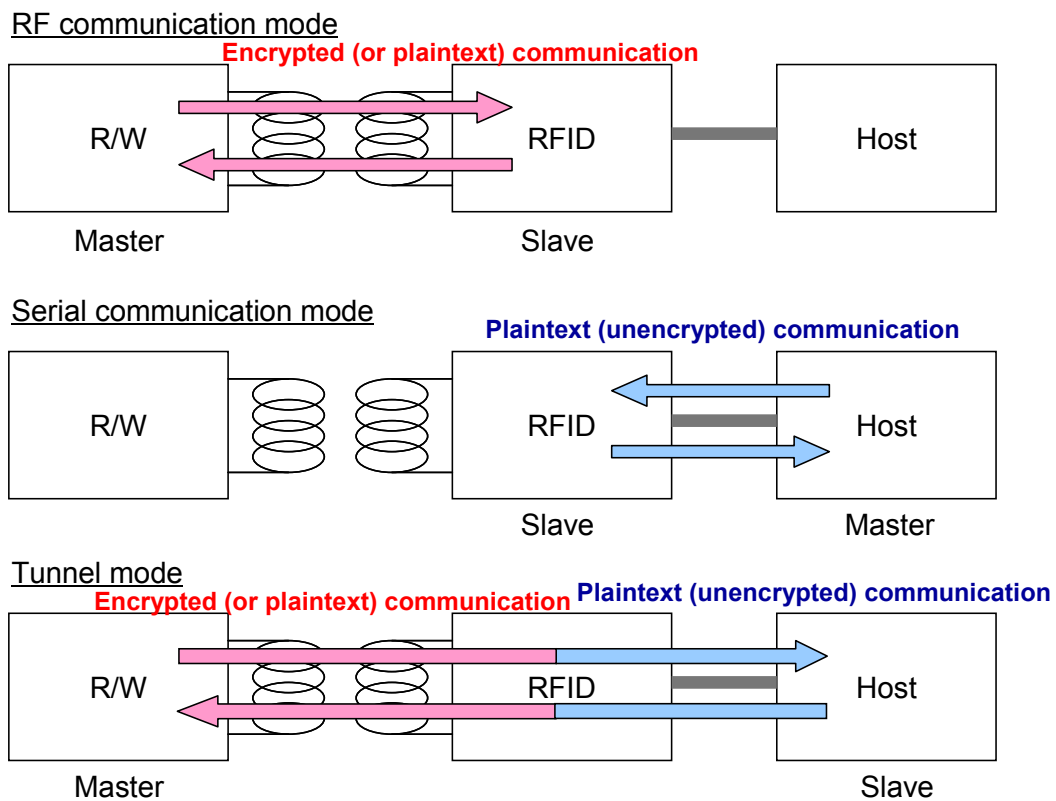 RF communication mode
Encrypted (or plaintext) communication
R/W
RFID
Host
Master
Slave
Serial communication mode
Plaintext (unencrypted) communication
R/W
RFID
Host
Slave
Master
Tunnel mode
Encrypted (or plaintext) communication
Plaintext (unencrypted) communication
R/W
RFID
Host
Master
Slave